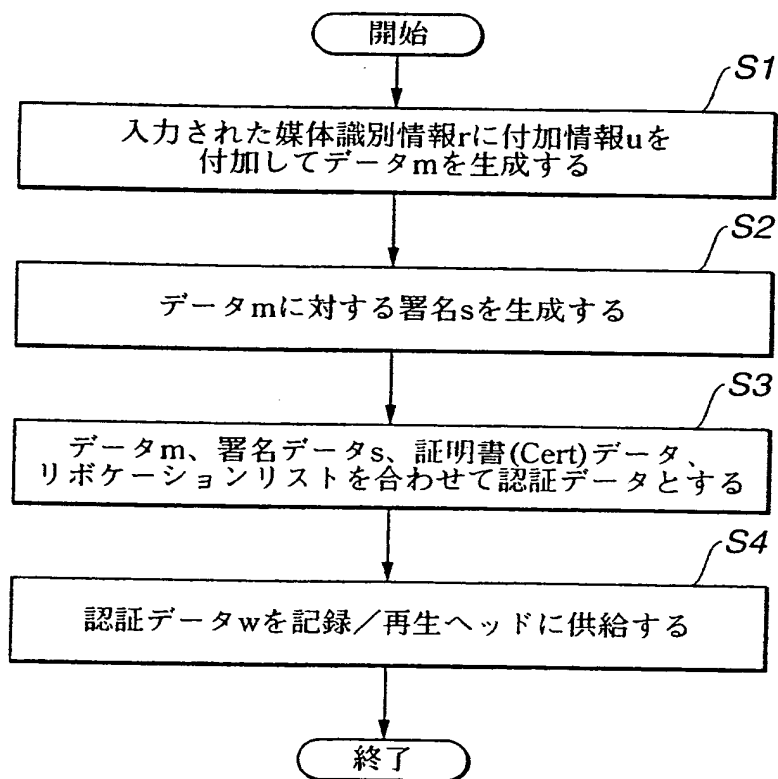 開始
S1
入力された媒体識別情報rに付加情報uを
付加してデータmを生成する
S2
データmに対する署名sを生成する
S3
データm、署名データs、証明書(Cert)データ、
リボケーションリストを合わせて認証データとする
S4
認証データwを記録／再生ヘッドに供給する
終了